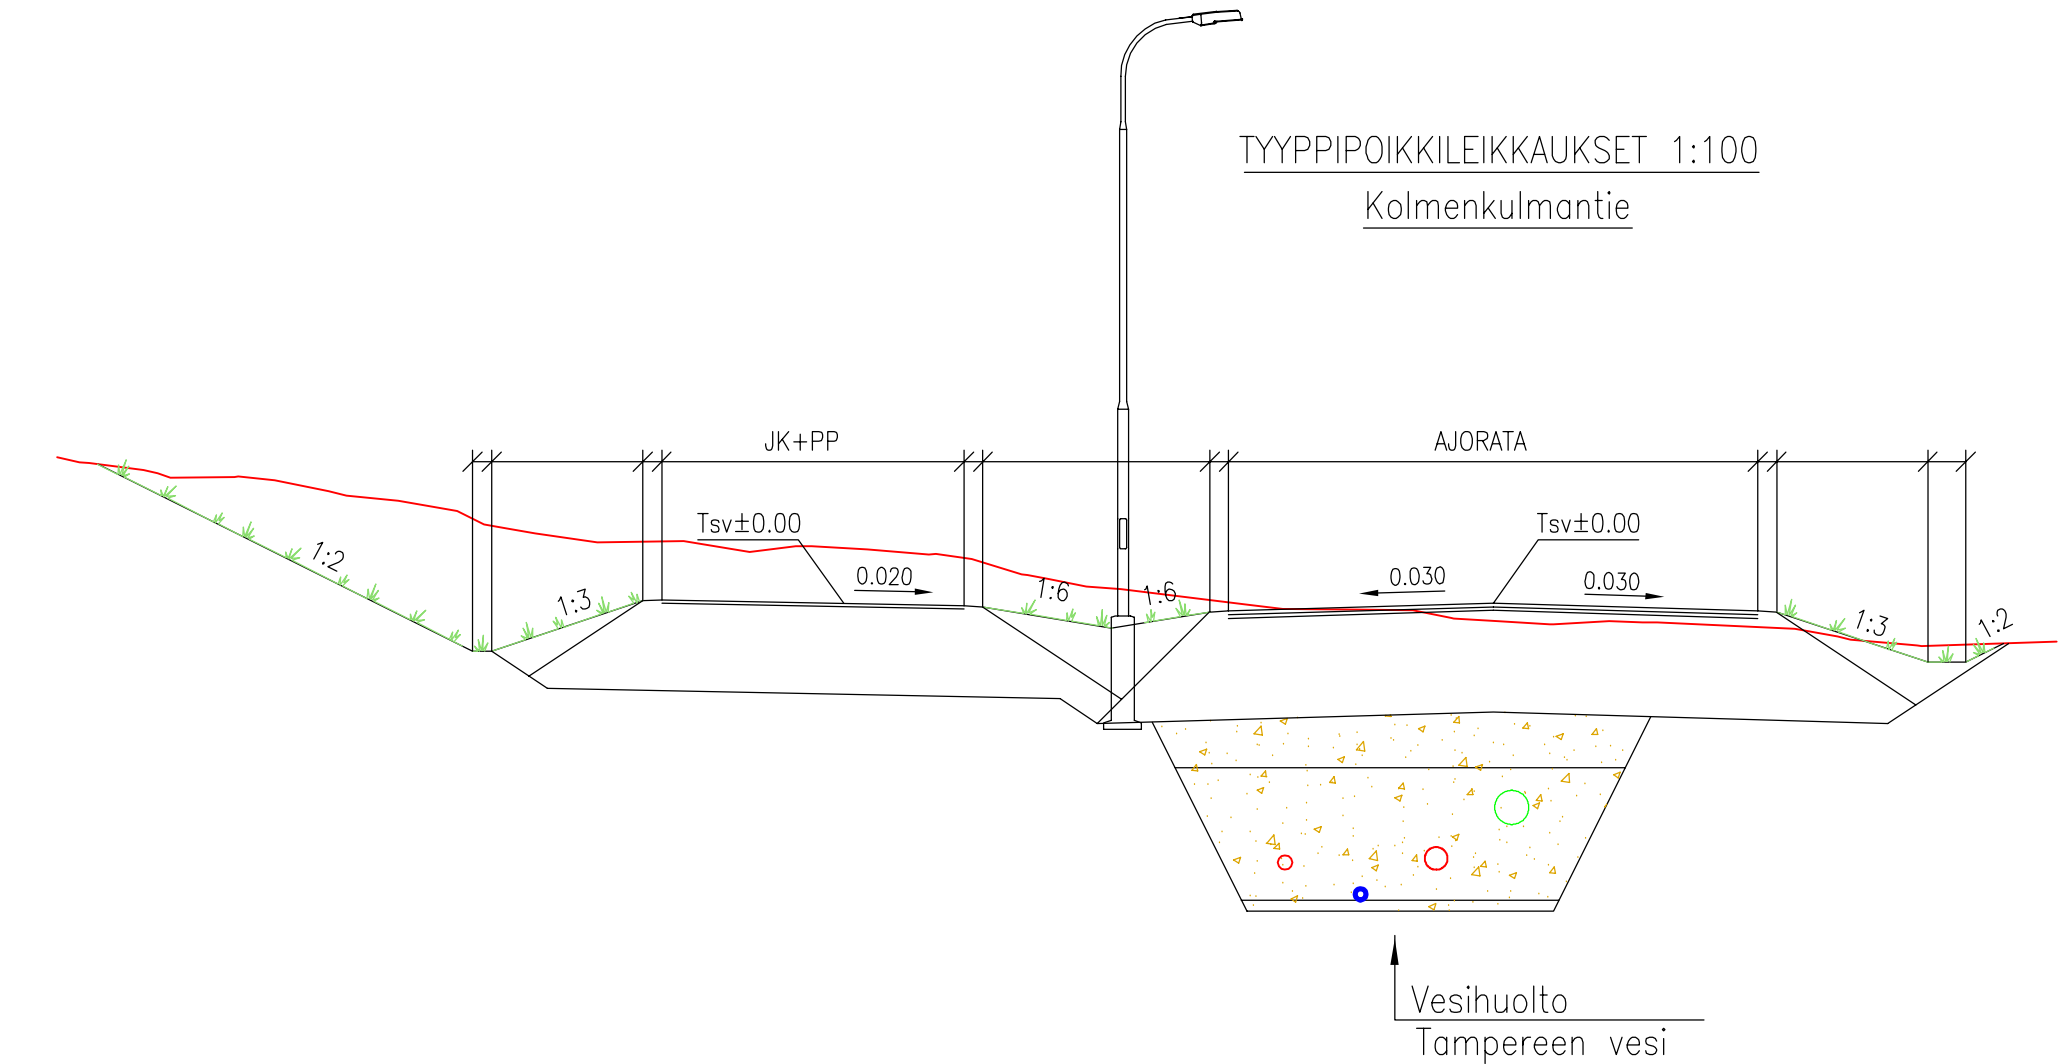 TYYPPIPOIKKILEIKKAUKSET 1:100
Kolmenkulmantie
JK+PP
AJORATA
Tsv±0.00
Tsv±0.00
1:2
1:3
0.020
1:6
1:6
0.030
0.030
1:3
1:2
Vesihuolto
Tampereen vesi